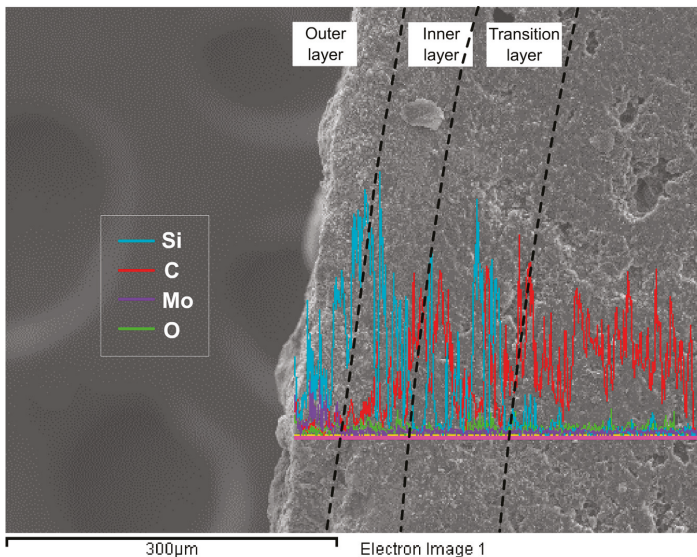 Outer
layer
Inner
layer
Transition
layer
Si
C
Mo
O
300µm
Electron Image 1